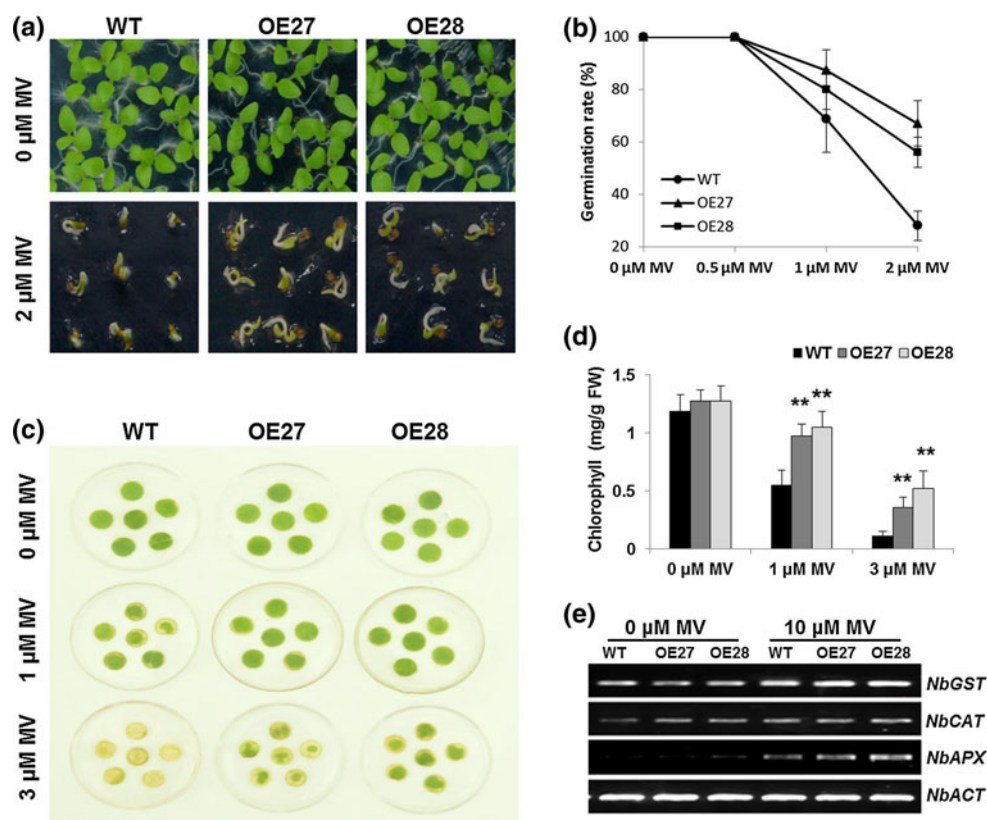 (a)
WT OE27 OE28
0 µM MV
2 µM MV
(b)
Germination rate (%)
100
80
60
40
20
WT
OE27
OE28
0 µM MV 0.5 µM MV 1 µM MV 2 µM MV
(c)
WT OE27 OE28
0 µM MV
1 µM MV
3 µM MV
(d)
WT OE27 OE28
Chlorophyll (mg/g FW)
1.5
1
0.5
0
** **
** **
0 µM MV 1 µM MV 3 µM MV
(e)
0 µM MV 10 µM MV
WT OE27 OE28 WT OE27 OE28
NbGST
NbCAT
NbAPX
NbACT